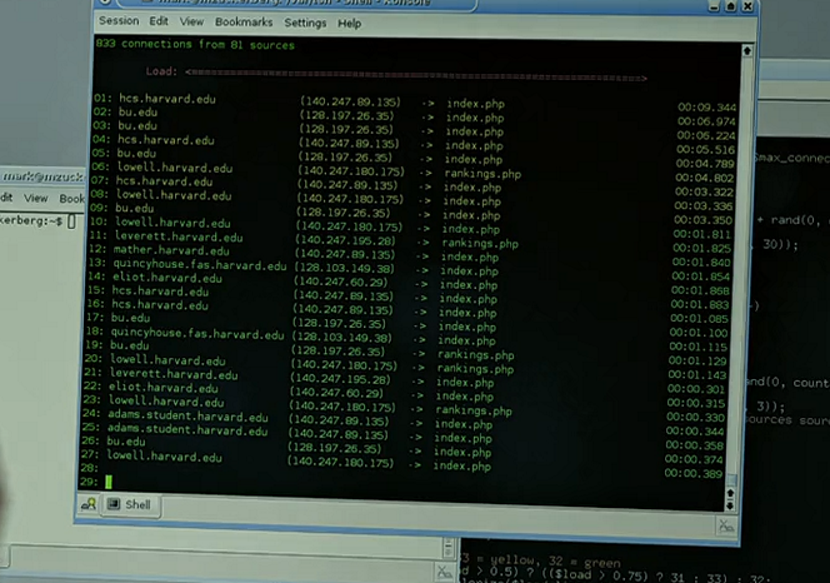 Session Edit View Bookmarks Settings Help
833 connections from 81 sources
Load: <=====================================================================>
01: hcs.harvard.edu (140.247.89.135) -> index.php 00:09.344
02: bu.edu (128.197.26.35) -> index.php 00:06.974
03: bu.edu (128.197.26.35) -> index.php 00:06.224
04: hcs.harvard.edu (140.247.89.135) -> index.php 00:05.516
05: bu.edu (128.197.26.35) -> index.php 00:04.789
06: lowell.harvard.edu (140.247.180.175) -> rankings.php 00:04.802
07: hcs.harvard.edu (140.247.89.135) -> index.php 00:03.322
08: lowell.harvard.edu (140.247.180.175) -> index.php 00:03.336
09: bu.edu (128.197.26.35) -> index.php 00:03.350
10: lowell.harvard.edu (140.247.180.175) -> index.php 00:01.811
11: leverett.harvard.edu (140.247.195.28) -> rankings.php 00:01.825
12: mather.harvard.edu (140.247.89.135) -> index.php 00:01.840
13: quincyhouse.fas.harvard.edu (128.103.149.38) -> index.php 00:01.854
14: eliot.harvard.edu (140.247.60.29) -> index.php 00:01.868
15: hcs.harvard.edu (140.247.89.135) -> index.php 00:01.883
16: hcs.harvard.edu (140.247.89.135) -> index.php 00:01.085
17: bu.edu (128.197.26.35) -> index.php 00:01.100
18: quincyhouse.fas.harvard.edu (128.103.149.38) -> index.php 00:01.115
19: bu.edu (128.197.26.35) -> rankings.php 00:01.129
20: lowell.harvard.edu (140.247.180.175) -> rankings.php 00:01.143
21: leverett.harvard.edu (140.247.195.28) -> index.php 00:00.301
22: eliot.harvard.edu (140.247.60.29) -> index.php 00:00.315
23: lowell.harvard.edu (140.247.180.175) -> rankings.php 00:00.330
24: adams.student.harvard.edu (140.247.89.135) -> index.php 00:00.344
25: adams.student.harvard.edu (140.247.89.135) -> index.php 00:00.358
26: bu.edu (128.197.26.35) -> index.php 00:00.374
27: lowell.harvard.edu (140.247.180.175) -> index.php 00:00.389
28:
29:
Shell
mark@mzuck
dit View Book
kerberg:~$
$max_connec
+ rand(0,
30));
and(0, count
, 3));
ources sour
3 = yellow, 32 = green
d > 0.5) ? (($load > 0.75) ? 31 : 33) : 32;